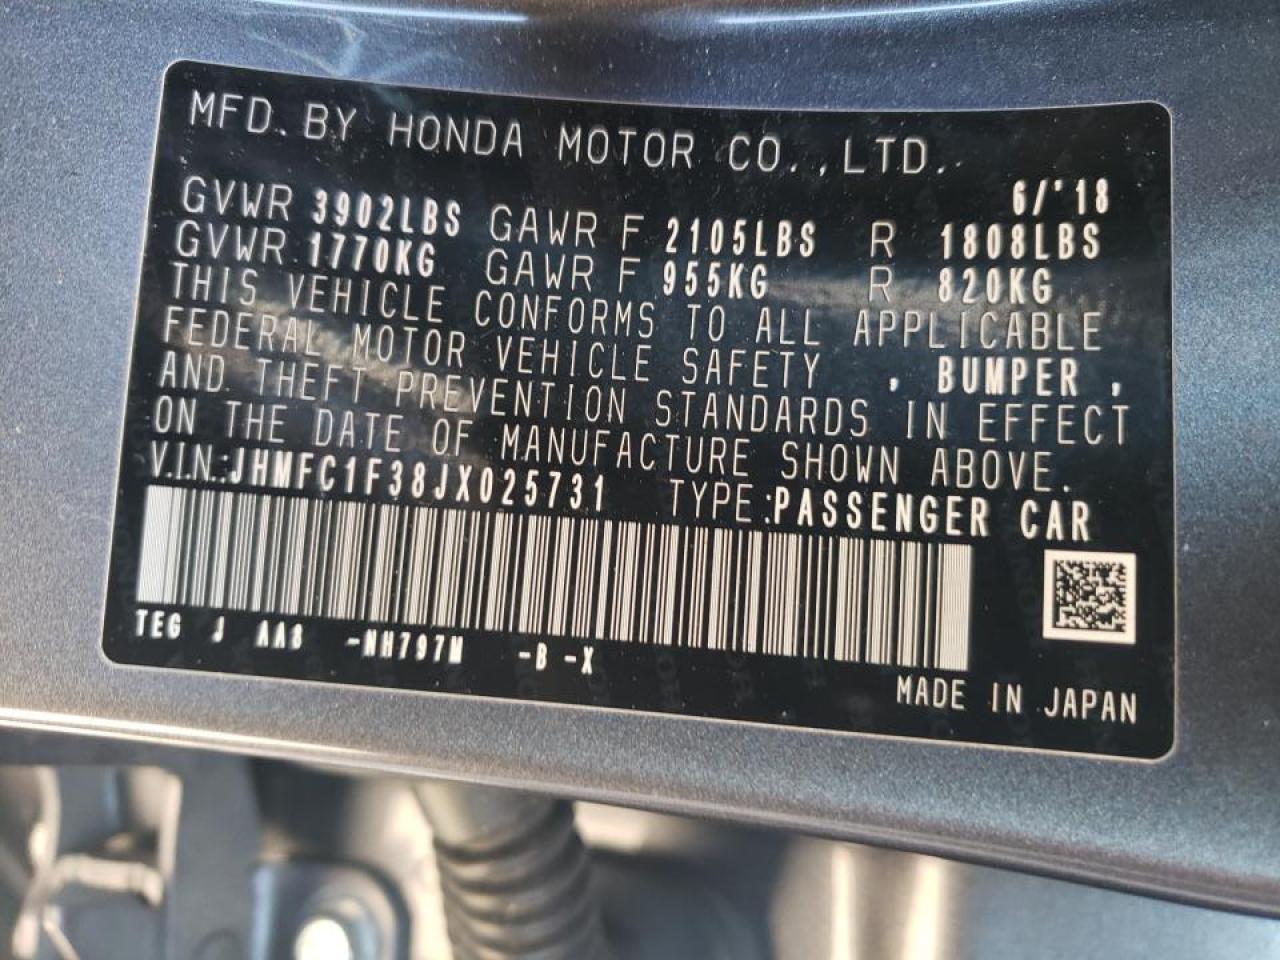 MFD. BY HONDA MOTOR CO., LTD.
6/'18
GVWR 3902LBS GAWR F 2105LBS R 1808LBS
GVWR 1770KG GAWR F 955KG R 820KG
THIS VEHICLE CONFORMS TO ALL APPLICABLE
FEDERAL MOTOR VEHICLE SAFETY , BUMPER ,
AND THEFT PREVENTION STANDARDS IN EFFECT
ON THE DATE OF MANUFACTURE SHOWN ABOVE.
V.I.N.:JHMFC1F38JX025731 TYPE:PASSENGER CAR
TEG J AA8 -NH797M -B -X
MADE IN JAPAN